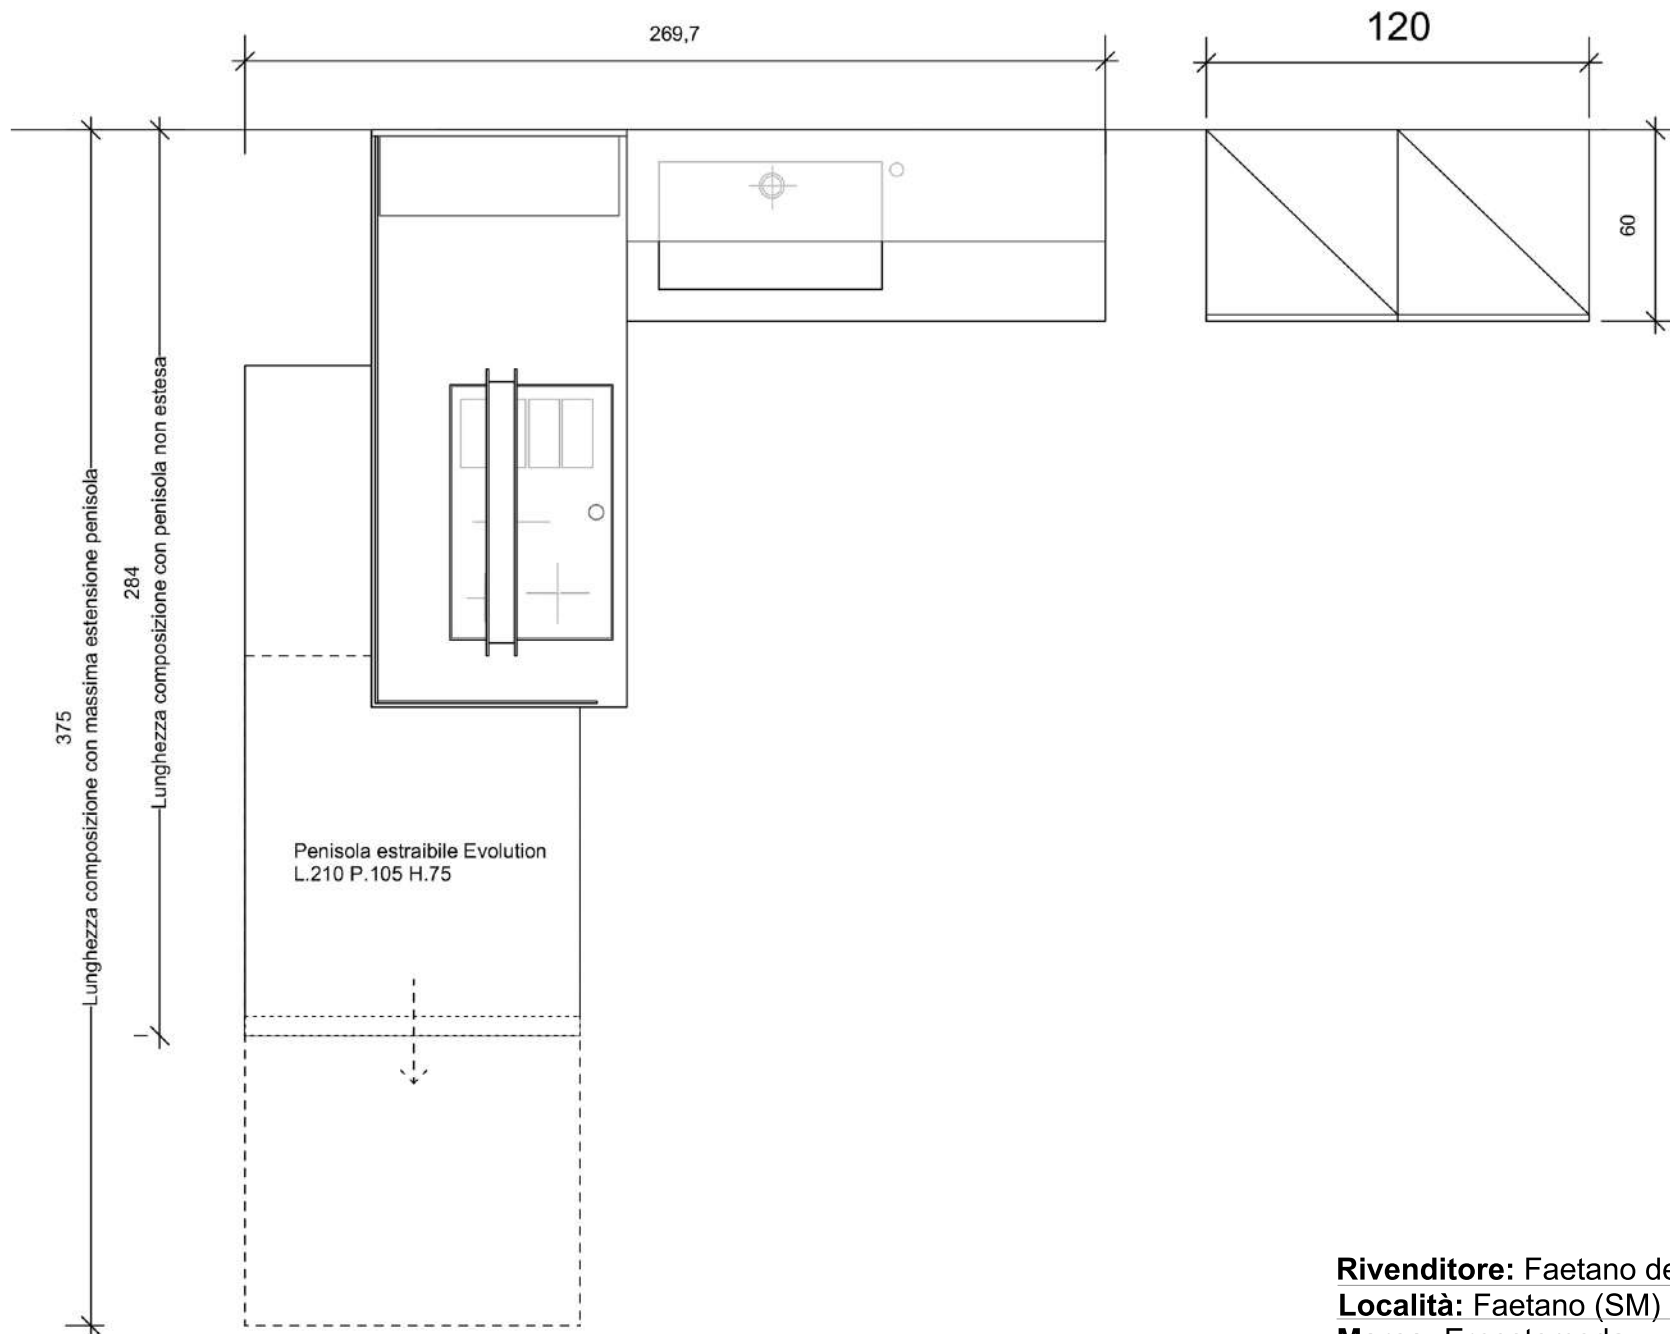 269,7
120
60
Lunghezza composizione con massima estensione penisola
375
Lunghezza composizione con penisola non estesa
284
Penisola estraibile Evolution
L.210 P.105 H.75
Rivenditore: Faetano
Località: Faetano (SM)